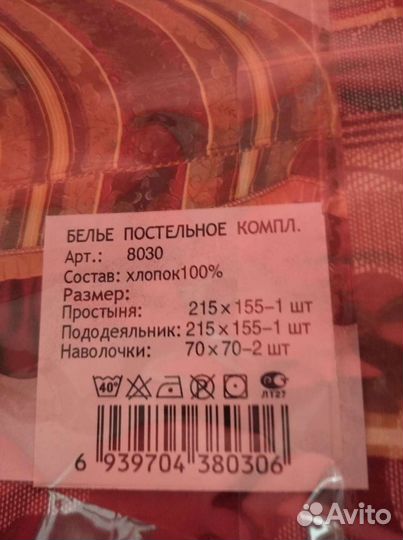 БЕЛЬЕ ПОСТЕЛЬНОЕ КОМПЛ.
Арт.: 8030
Состав: хлопок100%
Размер:
Простыня: 215 x 155-1 шт
Пододеяльник: 215 x 155-1 шт
Наволочки: 70 x 70-2 шт
40° Л127
6 939704 380306
Avito